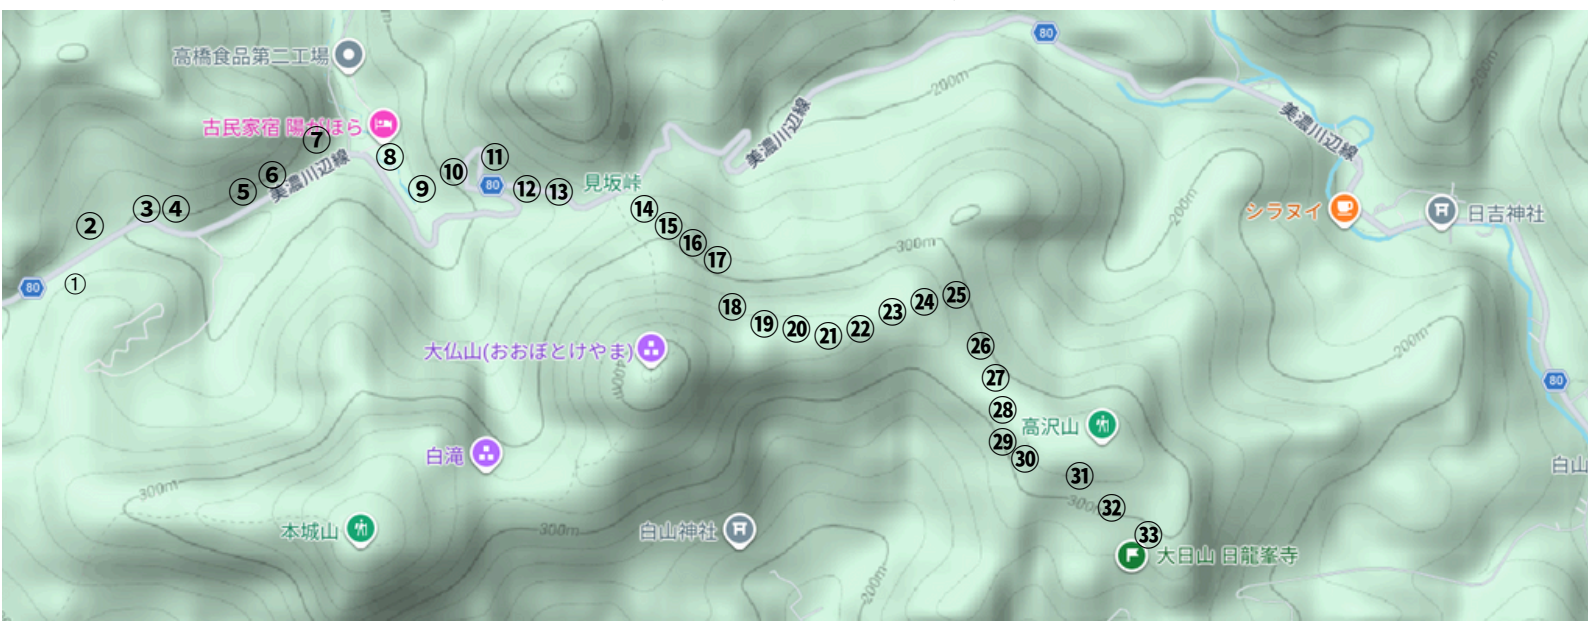 80
高橋食品第二工場
200m
200m
古民家宿 陽がほら
⑦
美濃川辺線
美濃川辺線
⑧
⑪
⑥
美濃川辺線
⑩
80
見坂峠
⑤
⑨
⑫
⑬
200m
③
④
⑭
シラヌイ
日吉神社
②
⑮
⑯
300m
⑰
80
①
㉕
㉔
⑱
㉓
⑲
⑳
㉒
㉑
200m
大仏山(おおぼとけやま)
400m
㉖
㉗
80
㉘
高沢山
㉙
白滝
㉚
白山
㉛
300m
300m
㉜
本城山
300m
白山神社
㉝
大日山 日龍峯寺
200m